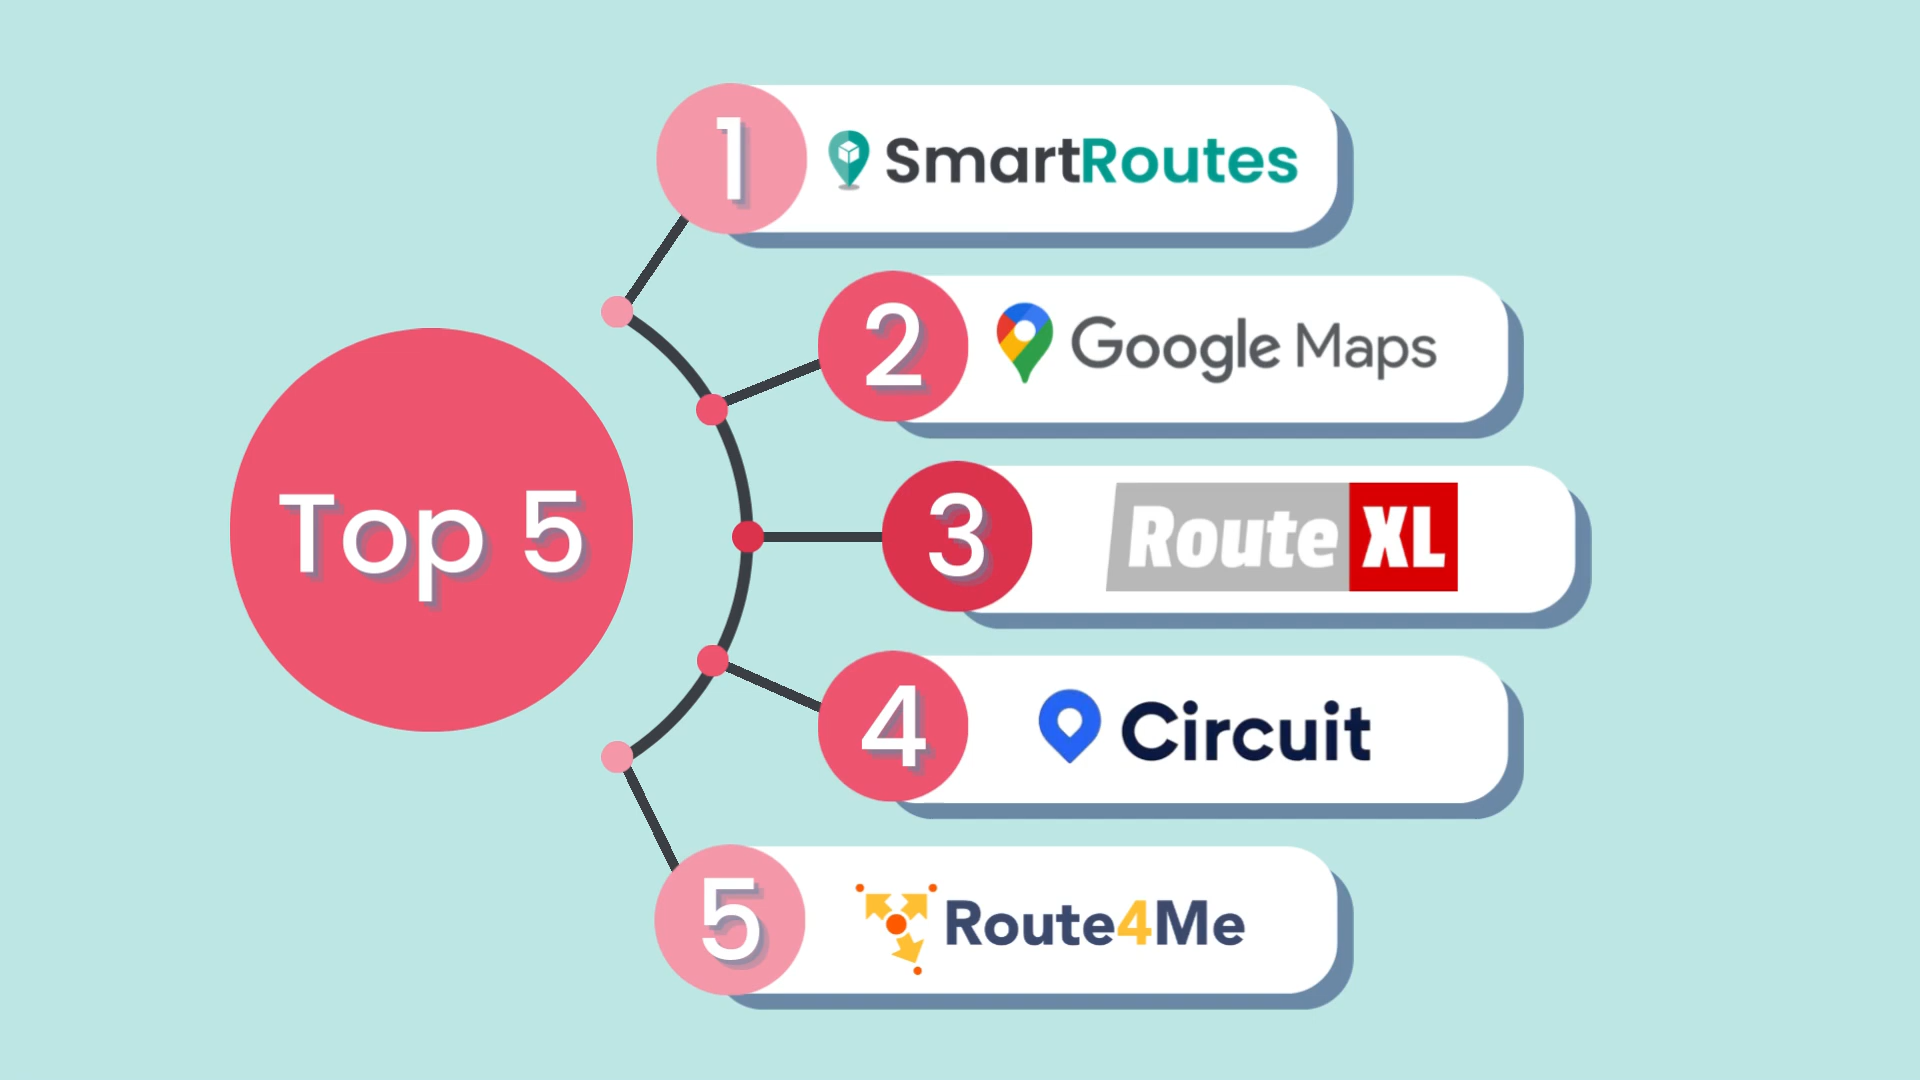 Top 5
1 SmartRoutes
2 Google Maps
3 Route XL
4 Circuit
5 Route4Me